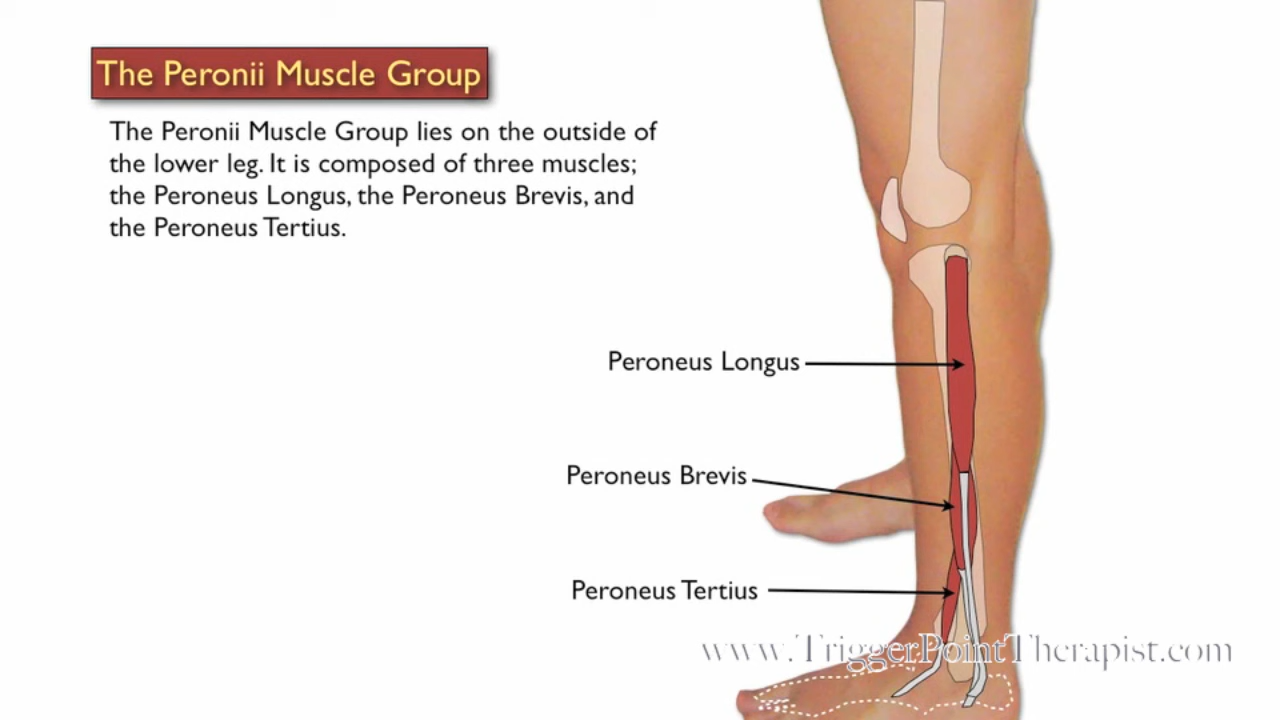 The Peronii Muscle Group
The Peronii Muscle Group lies on the outside of
the lower leg. It is composed of three muscles;
the Peroneus Longus, the Peroneus Brevis, and
the Peroneus Tertius.
Peroneus Longus
Peroneus Brevis
Peroneus Tertius
www.TriggerPointTherapist.com